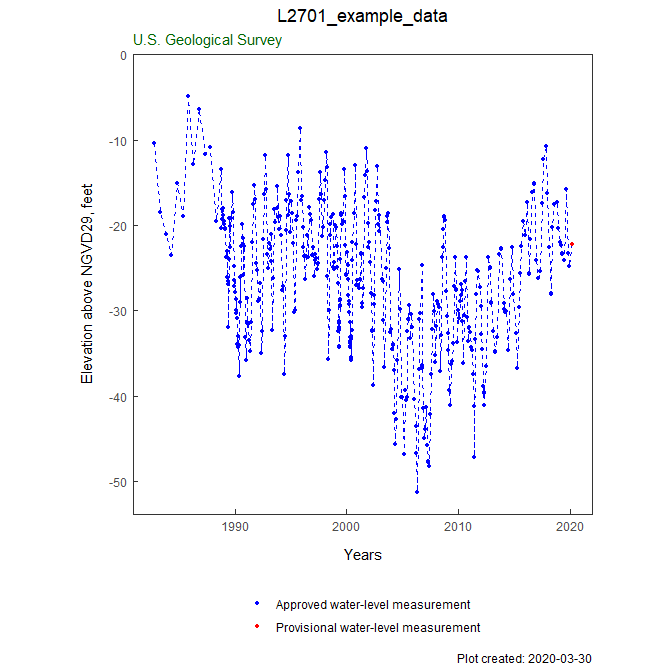 L2701_example_data
U.S. Geological Survey
Elevation above NGVD29, feet
0
-10
-20
-30
-40
-50
1990 2000 2010 2020
Years
Approved water-level measurement
Provisional water-level measurement
Plot created: 2020-03-30